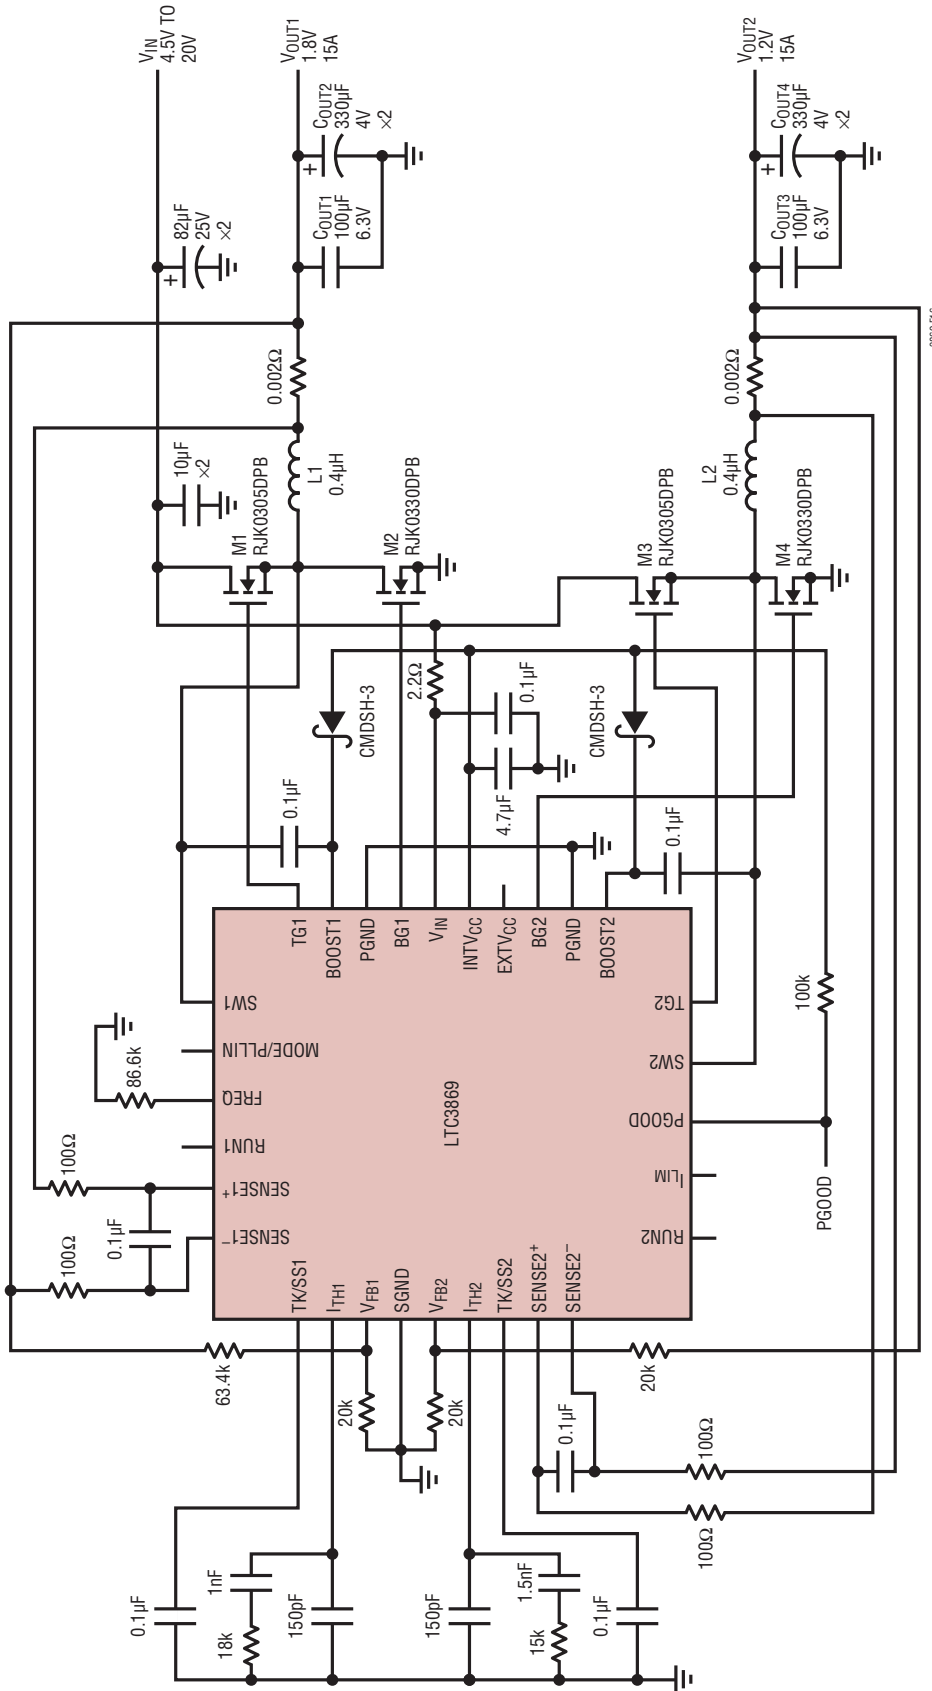 VIN
4.5V TO
20V
VOUT1
1.8V
15A
VOUT2
1.2V
15A
COUT2
330µF
4V
×2
COUT1
100µF
6.3V
82µF
25V
×2
COUT4
330µF
4V
×2
COUT3
100µF
6.3V
+
+
+
0.002Ω
0.002Ω
10µF
×2
L1
0.4µH
L2
0.4µH
M1
RJK0305DPB
M2
RJK0330DPB
M3
RJK0305DPB
M4
RJK0330DPB
2.2Ω
0.1µF
CMDSH-3
CMDSH-3
0.1µF
4.7µF
0.1µF
TG1
BOOST1
PGND
BG1
VIN
INTVCC
EXTVCC
BG2
PGND
BOOST2
SW1
MODE/PLLIN
FREQ
RUN1
SENSE1+
SENSE1–
TG2
SW2
PGOOD
ILIM
RUN2
LTC3869
TK/SS1
ITH1
VFB1
SGND
VFB2
ITH2
TK/SS2
SENSE2+
SENSE2–
86.6k
100Ω
0.1µF
100Ω
100k
PGOOD
63.4k
20k
20k
20k
0.1µF
100Ω
100Ω
0.1µF
1nF
18k
150pF
150pF
1.5nF
15k
0.1µF